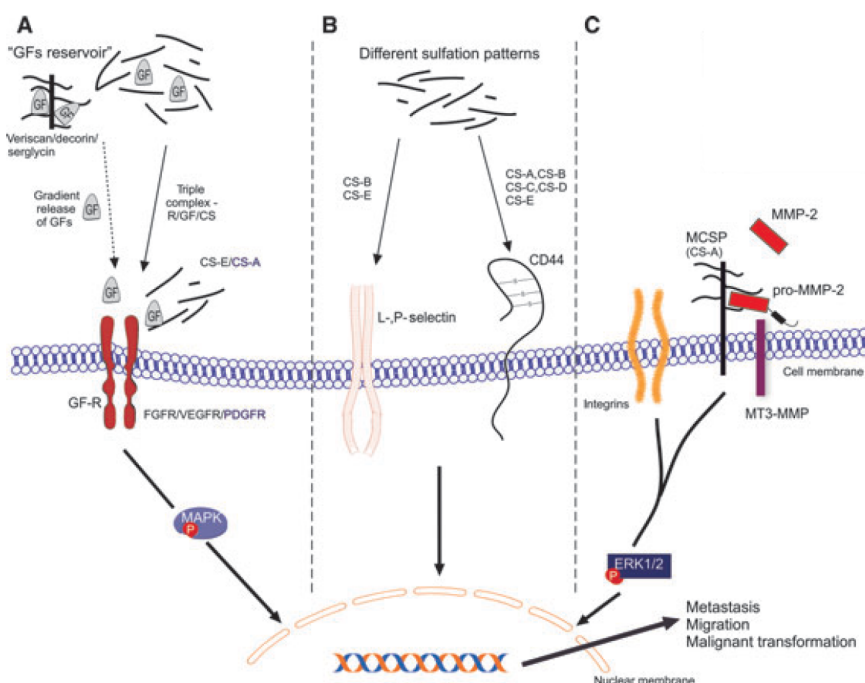 A
"GFs reservoir"
GF
GF
GF
GF
GF
Veriscan/decorin/
serglycin
Gradient
release
of GFs
GF
Triple
complex -
R/GF/CS
CS-E/CS-A
GF
GF
GF-R
FGFR/VEGFR/PDGFR
MAPK
P
B
Different sulfation patterns
CS-B
CS-E
CS-A,CS-B
CS-C,CS-D
CS-E
CD44
L-,P- selectin
C
MMP-2
MCSP
(CS-A)
pro-MMP-2
Cell membrane
Integrins
MT3-MMP
ERK1/2
P
Metastasis
Migration
Malignant transformation
Nuclear membrane